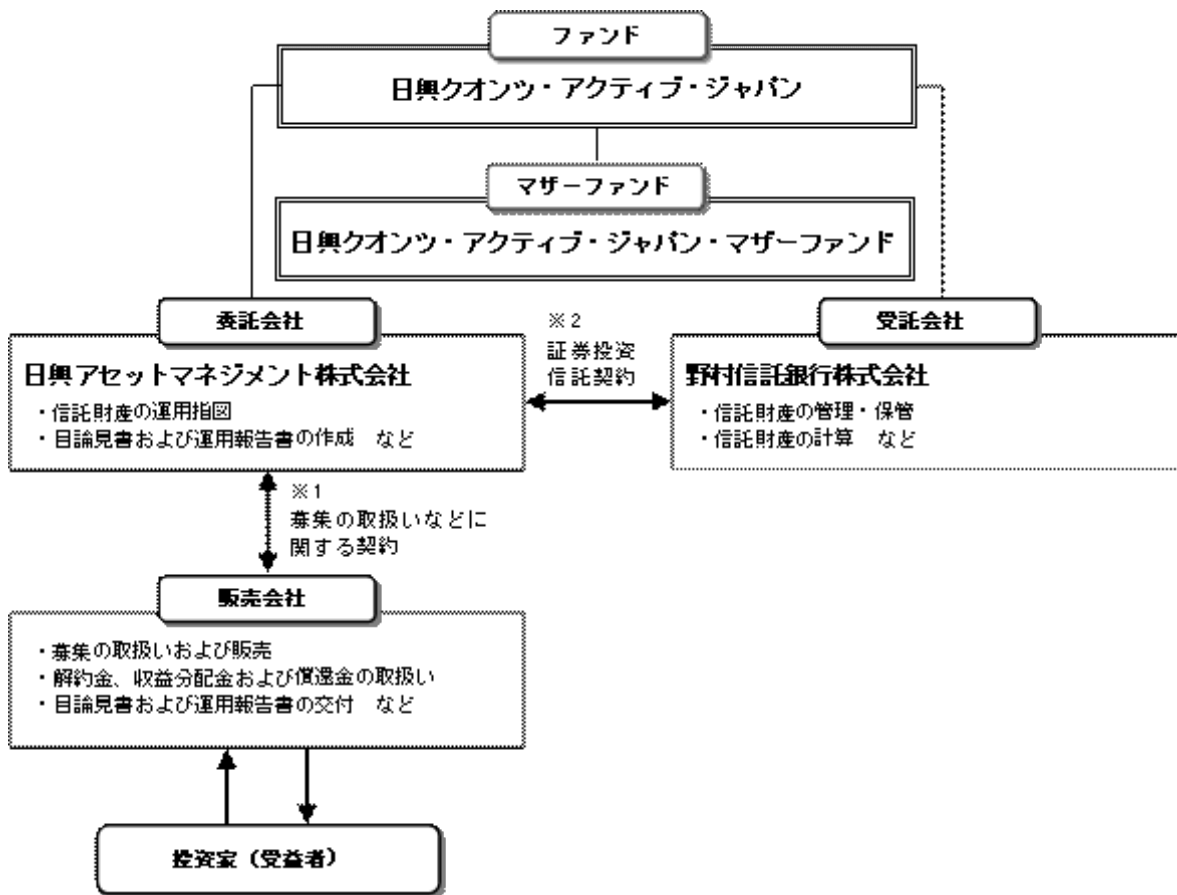 ファンド
日興クオンツ・アクティブ・ジャパン
マザーファンド
日興クオンツ・アクティブ・ジャパン・マザーファンド
委託会社
日興アセットマネジメント株式会社
・信託財産の運用指図
・目論見書および運用報告書の作成 など
※2
証券投資
信託契約
受託会社
野村信託銀行株式会社
・信託財産の管理・保管
・信託財産の計算 など
※1
募集の取扱いなどに
関する契約
販売会社
・募集の取扱いおよび販売
・解約金、収益分配金および償還金の取扱い
・目論見書および運用報告書の交付 など
投資家（受益者）